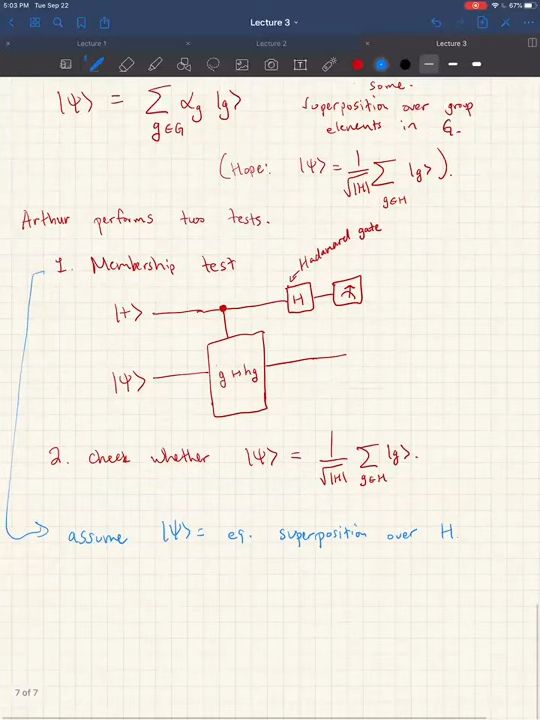 5:03 PM Tue Sep 22
67%
Lecture 3
Lecture 1
Lecture 2
Lecture 3
|Ψ⟩ = ∑_{g∈G} α_g |g⟩
some
superposition over group
elements in G.
(Hope: |Ψ⟩ = 1/√|H| ∑_{g∈H} |g⟩).
Arthur performs two tests.
1. Membership test
Hadamard gate
|+⟩
H
g ↦ hg
|Ψ⟩
2. Check whether |Ψ⟩ = 1/√|H| ∑_{g∈H} |g⟩.
assume |Ψ⟩ = eq. superposition over H.
7 of 7